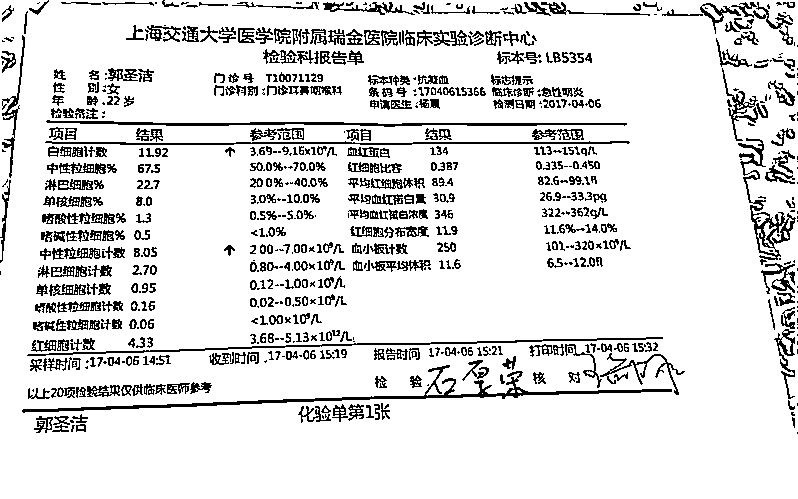 上海交通大学医学院附属瑞金医院临床实验诊断中心
检验科报告单 标本号: LB5354
姓 名:郭圣洁 门诊号 T10071129 标本种类:抗凝血 标志提示
性 别:女 门诊科别:门诊耳鼻咽喉科 条码号:17040615366 临床诊断:急性咽炎
年 龄:22岁 申请医生:杨 检测日期:2017-04-06
检验备注:
项目 结果 参考范围 项目 结果 参考范围
白细胞计数 11.92 ↑ 3.69--9.16×10⁹/L 血红蛋白 134 113--151g/L
中性粒细胞% 67.5 50.0%--70.0% 红细胞比容 0.387 0.335--0.450
淋巴细胞% 22.7 20.0%--40.0% 平均红细胞体积 89.4 82.6--99.1fl
单核细胞% 8.0 3.0%--10.0% 平均血红蛋白量 30.9 26.9--33.3pg
嗜酸性粒细胞% 1.3 0.5%--5.0% 平均血红蛋白浓度 346 322--362g/L
嗜碱性粒细胞% 0.5 <1.0% 红细胞分布宽度 11.9 11.6%--14.0%
中性粒细胞计数 8.05 ↑ 2.00--7.00×10⁹/L 血小板计数 250 101--320×10⁹/L
淋巴细胞计数 2.70 0.80--4.00×10⁹/L 血小板平均体积 11.6 6.5--12.0fl
单核细胞计数 0.95 0.12--1.00×10⁹/L
嗜酸性粒细胞计数 0.16 0.02--0.50×10⁹/L
嗜碱性粒细胞计数 0.06 <1.00×10⁹/L
红细胞计数 4.33 3.68--5.13×10¹²/L
采样时间:17-04-06 14:51 收到时间:17-04-06 15:19 报告时间 17-04-06 15:21 打印时间 17-04-06 15:32
以上20项检验结果仅供临床医师参考 检 验 石厚荣 核 对
郭圣洁 化验单第1张